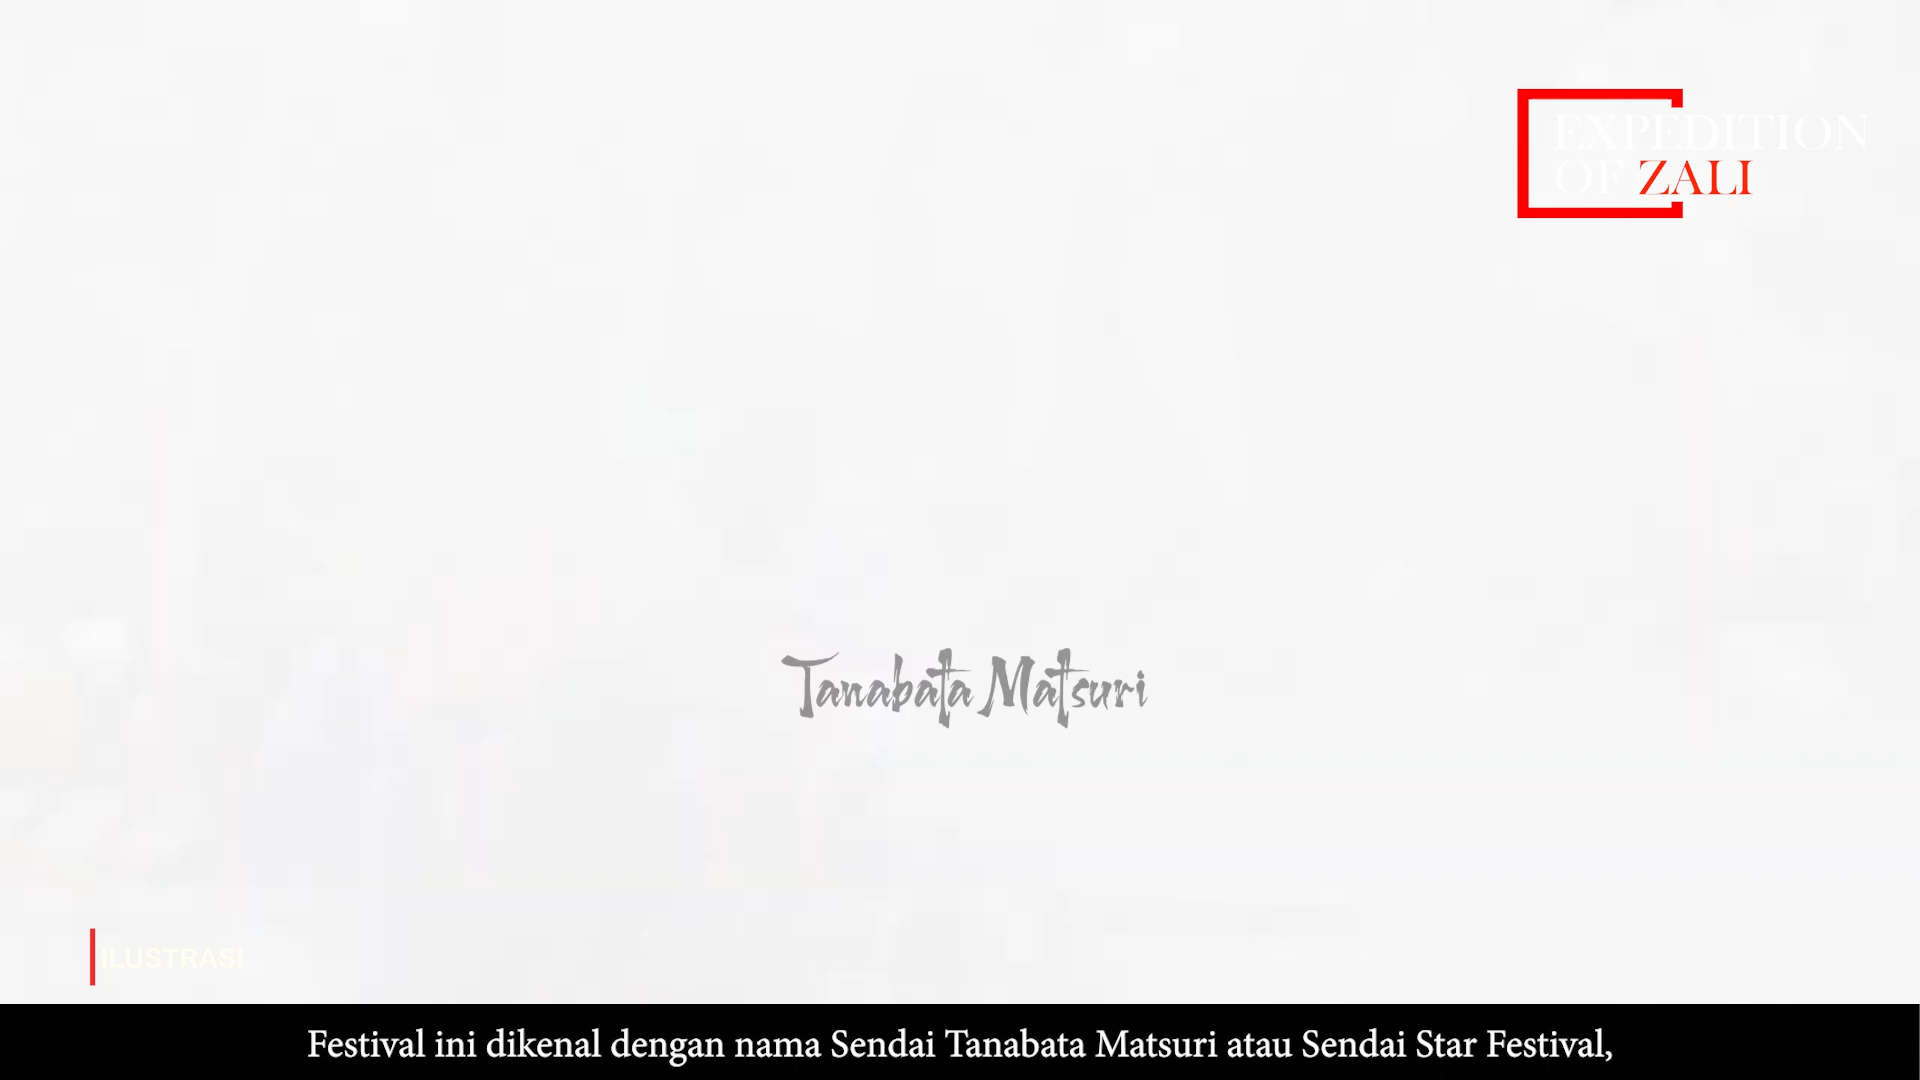 EXPEDITION
OF ZALI
Tanabata Matsuri
ILUSTRASI
Festival ini dikenal dengan nama Sendai Tanabata Matsuri atau Sendai Star Festival,